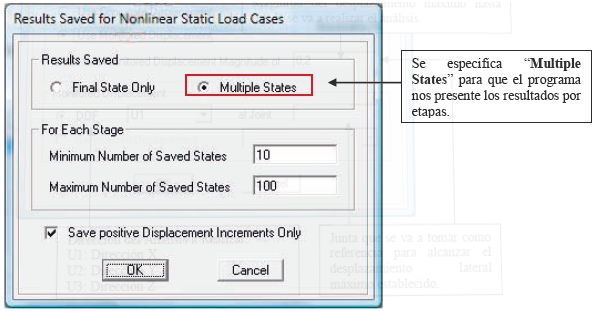 Results Saved for Nonlinear Static Load Cases
Results Saved
Final State Only
Multiple States
For Each Stage
Minimum Number of Saved States
10
Maximum Number of Saved States
100
Save positive Displacement Increments Only
OK
Cancel
Se especifica “Multiple
States” para que el programa
nos presente los resultados por
etapas.
Junta que se va a tomar como
referencia para alcanzar el
desplazamiento lateral
máximo establecido.
U1: Dirección X
U2: D
U3: Dirección Z